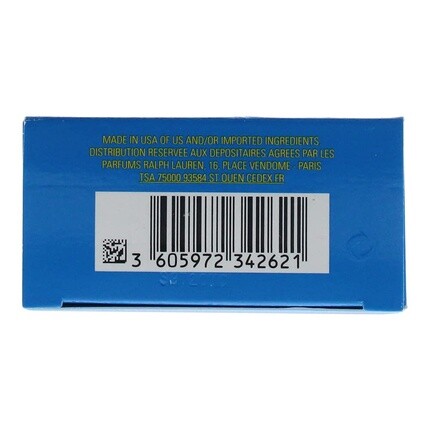 MADE IN USA OF US AND/OR IMPORTED INGREDIENTS
DISTRIBUTION RESERVEE AUX DEPOSITAIRES AGREES PAR LES
PARFUMS RALPH LAUREN, 16, PLACE VENDOME - PARIS
TSA 75000 93584 ST OUEN CEDEX FR
3 605972 342621